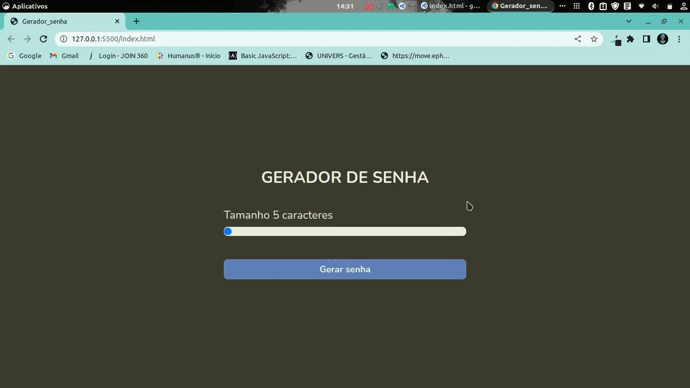 Aplicativos
14:31
index.html - g...
Gerador_sen...
Gerador_senha
127.0.0.1:5500/index.html
Google
Gmail
Login - JOIN 360
Humanus® - Início
Basic JavaScript:...
UNIVERS - Gestã...
https://move.eph...
GERADOR DE SENHA
Tamanho 5 caracteres
Gerar senha